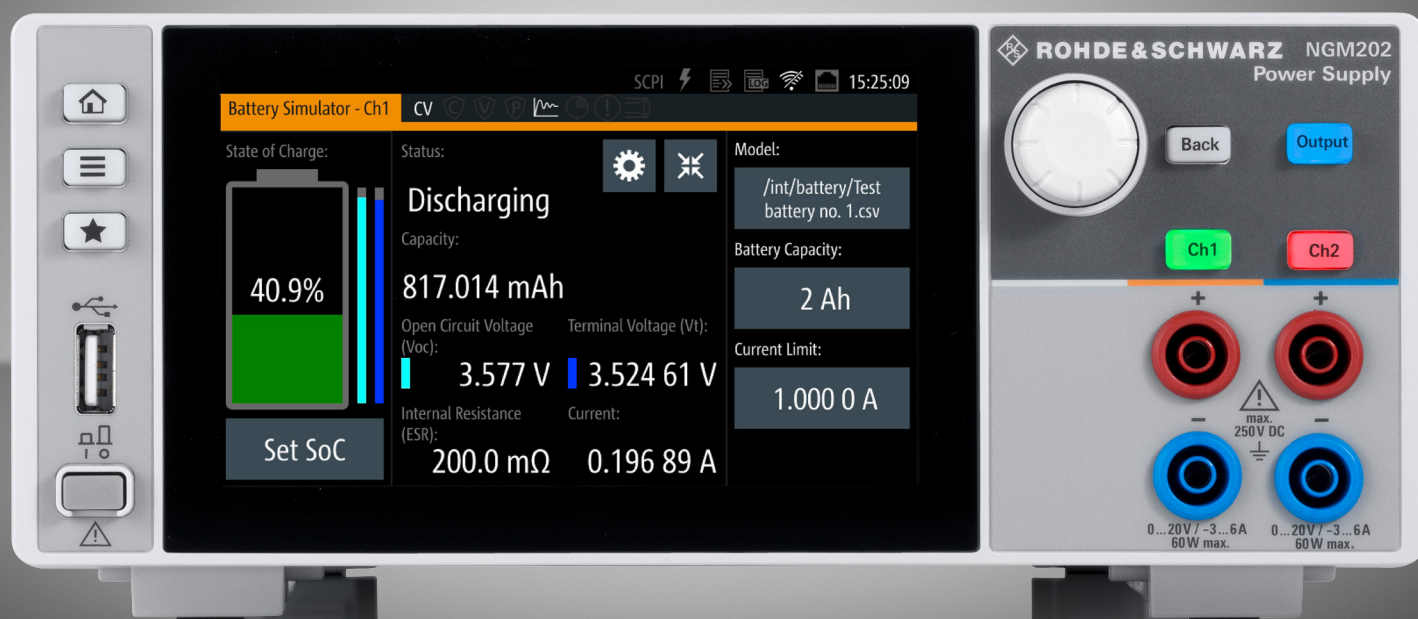 ROHDE&SCHWARZ NGM202
Power Supply
SCPI LOG 15:25:09
Battery Simulator - Ch1 CV C V P
State of Charge:
40.9%
Set SoC
Status:
Discharging
Capacity:
817.014 mAh
Open Circuit Voltage
(Voc):
3.577 V
Terminal Voltage (Vt):
3.524 61 V
Internal Resistance
(ESR):
200.0 mΩ
Current:
0.196 89 A
Model:
/int/battery/Test
battery no. 1.csv
Battery Capacity:
2 Ah
Current Limit:
1.000 0 A
Back
Output
Ch1
Ch2
+ +
max.
250V DC
- -
0...20V / -3...6A
60W max.
0...20V / -3...6A
60W max.
I O
R&S